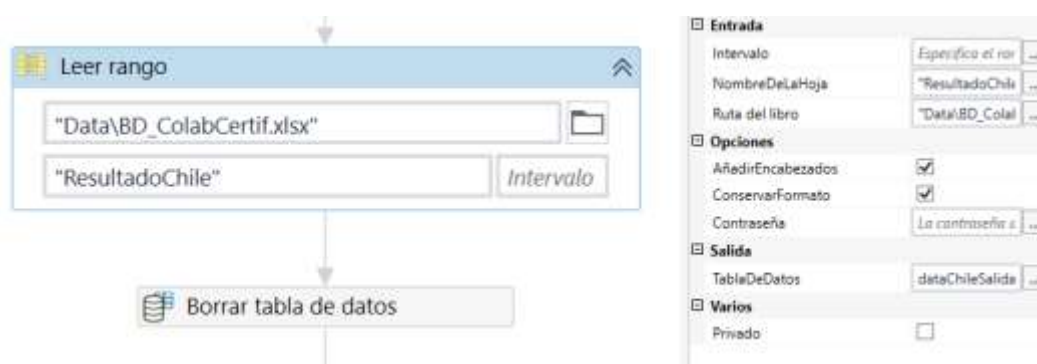 Leer rango
"Data\BD_ColabCertif.xlsx"
"ResultadoChile"
Intervalo
Borrar tabla de datos
Entrada
Intervalo
Especifica el ...
NombreDeLaHoja
"ResultadoChile
...
Ruta del libro
"Data\BD_Colal
...
Opciones
AñadirEncabezados
ConservarFormato
Contraseña
La contraseña ...
Salida
TablaDeDatos
dataChileSalida
...
Varios
Privado